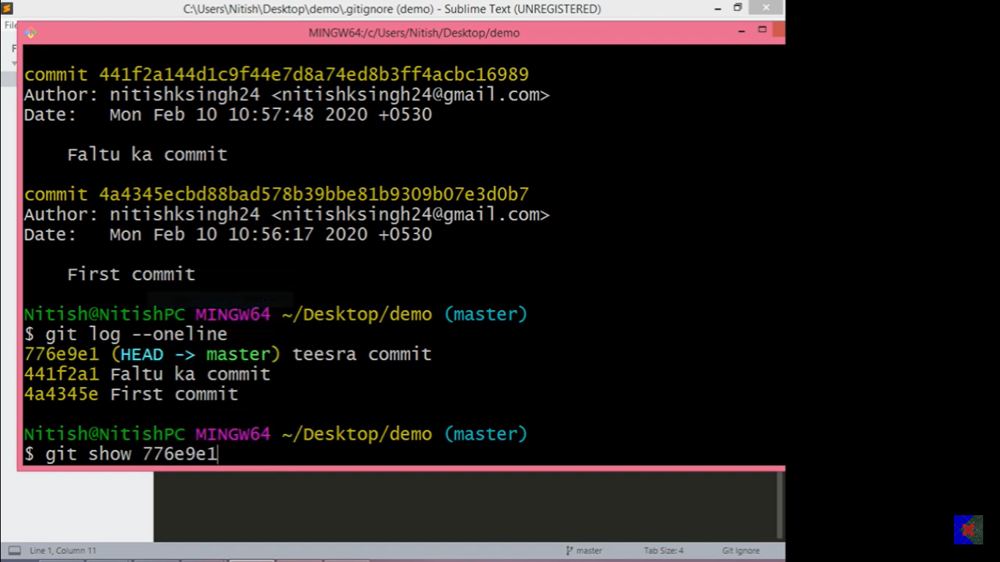 C:\Users\Nitish\Desktop\demo\.gitignore (demo) - Sublime Text (UNREGISTERED)
File
MINGW64:/c/Users/Nitish/Desktop/demo
F
commit 441f2a144d1c9f44e7d8a74ed8b3ff4acbc16989
Author: nitishksingh24 <nitishksingh24@gmail.com>
Date:   Mon Feb 10 10:57:48 2020 +0530
Faltu ka commit
commit 4a4345ecbd88bad578b39bbe81b9309b07e3d0b7
Author: nitishksingh24 <nitishksingh24@gmail.com>
Date:   Mon Feb 10 10:56:17 2020 +0530
First commit
Nitish@NitishPC MINGW64 ~/Desktop/demo (master)
$ git log --oneline
776e9e1 (HEAD -> master) teesra commit
441f2a1 Faltu ka commit
4a4345e First commit
Nitish@NitishPC MINGW64 ~/Desktop/demo (master)
$ git show 776e9e1
Line 1, Column 11
master
Tab Size: 4
Git Ignore